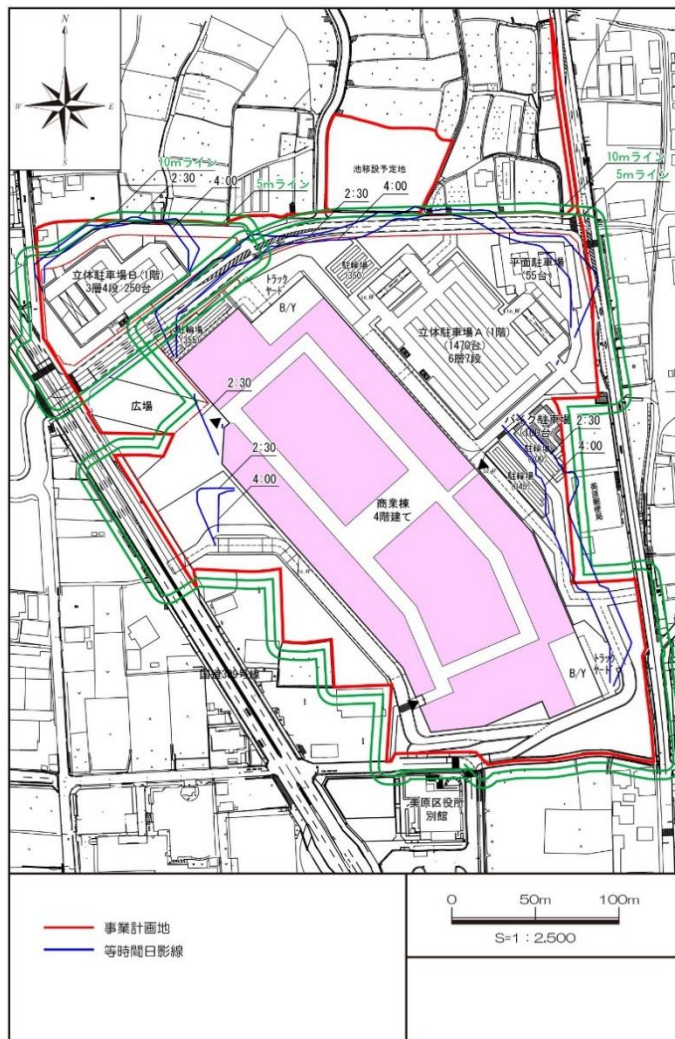 N
W
E
S
10mライン
2:30
4:00
5mライン
2:30
4:00
10mライン
5mライン
池移設予定地
立体駐車場B(1階)
3層4段:250台
トラック
ヤード
B/Y
駐輪場
平面駐車場
(55台)
立体駐車場A(1階)
(1470台)
6層7段
駐輪場
広場
2:30
2:30
4:00
バイク駐車場
2:30
4:00
駐輪場
駐輪場
商業棟
4階建て
トラック
ヤード
B/Y
美原区役所
別館
事業計画地
等時間日影線
0 50m 100m
S=1:2.500